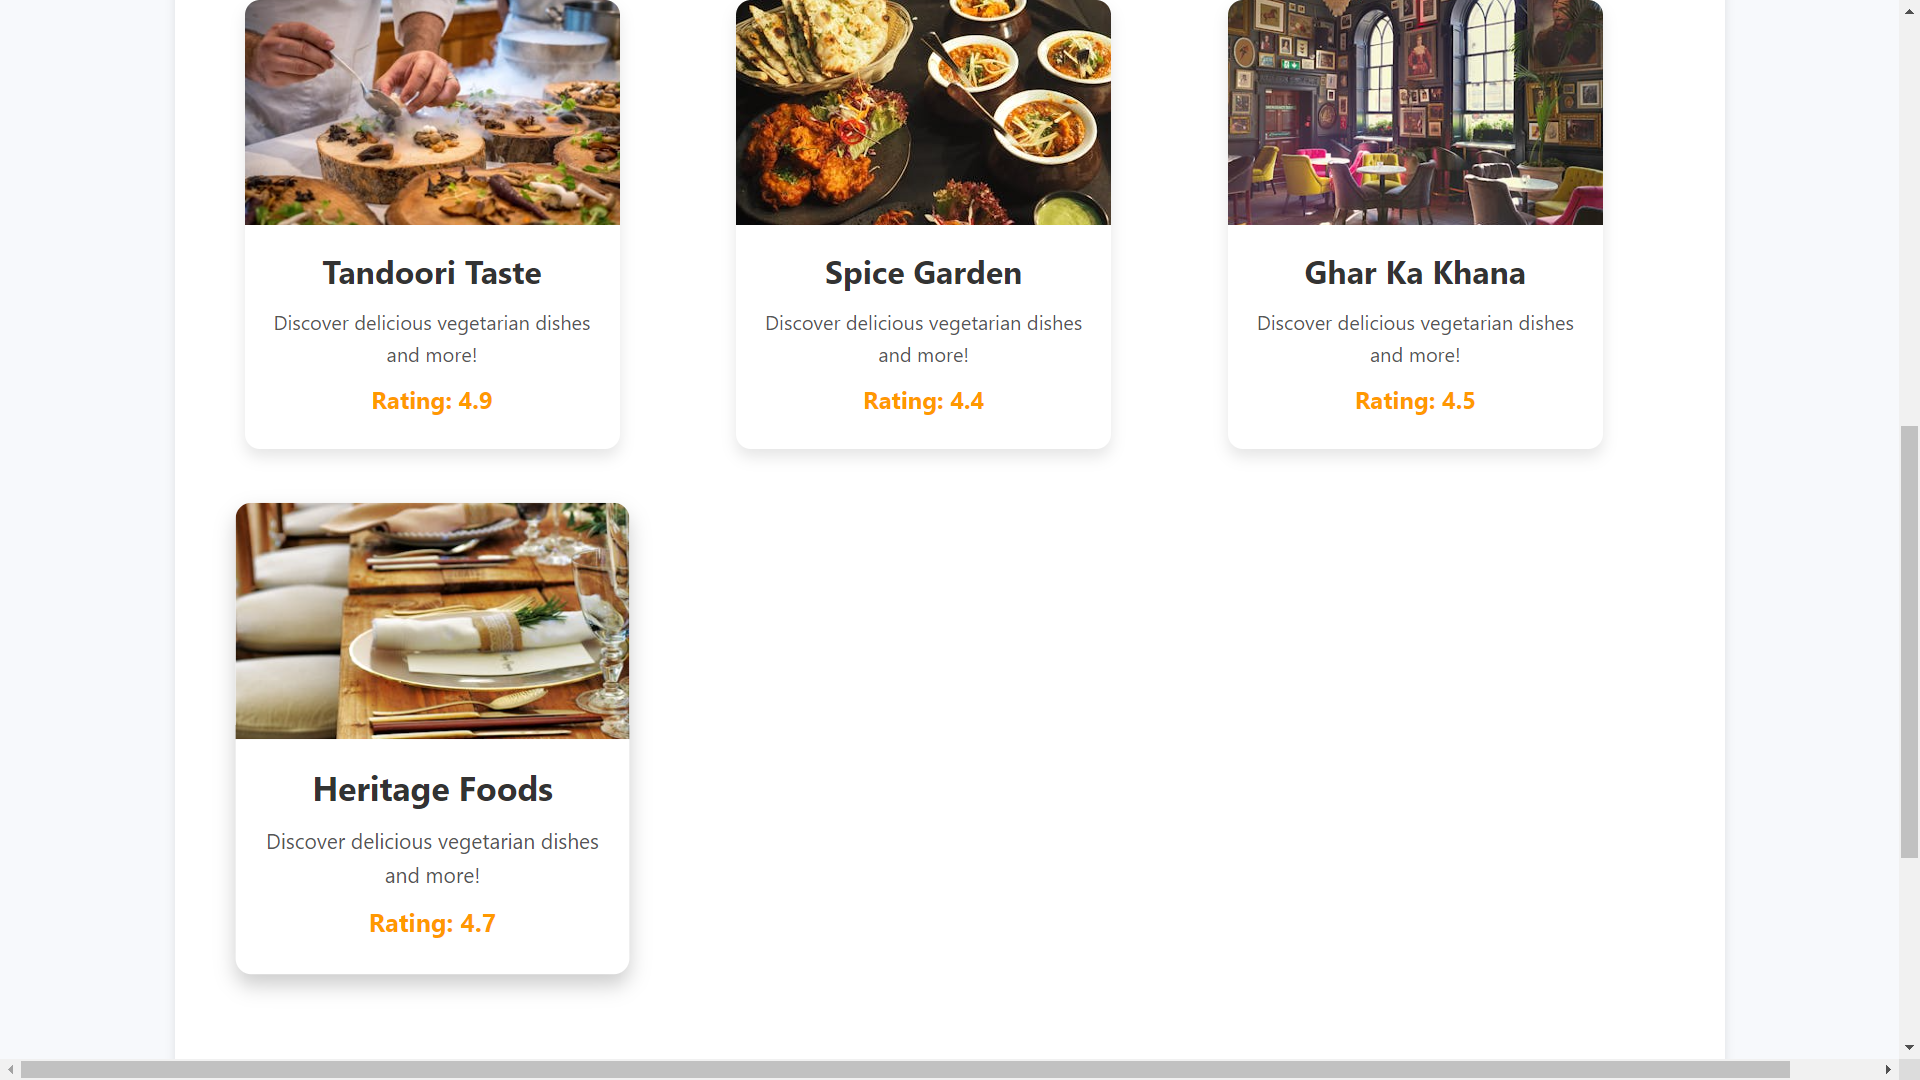 Tandoori Taste
Discover delicious vegetarian dishes
and more!
Rating: 4.9
Spice Garden
Discover delicious vegetarian dishes
and more!
Rating: 4.4
Ghar Ka Khana
Discover delicious vegetarian dishes
and more!
Rating: 4.5
Heritage Foods
Discover delicious vegetarian dishes
and more!
Rating: 4.7